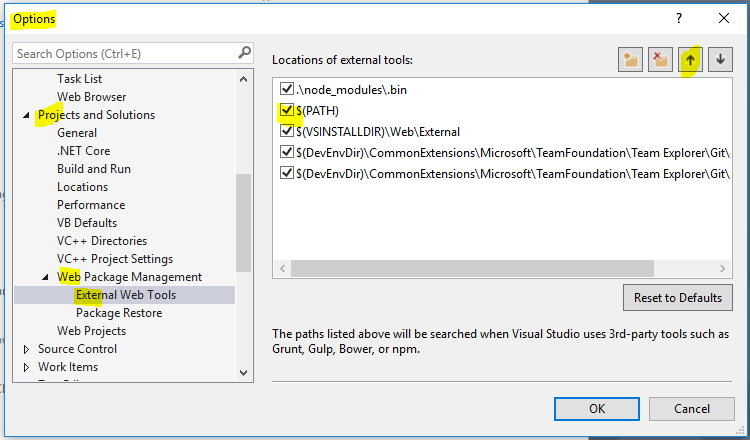 Options
?
Search Options (Ctrl+E)
Task List
Web Browser
Projects and Solutions
General
.NET Core
Build and Run
Locations
Performance
VB Defaults
VC++ Directories
VC++ Project Settings
Web Package Management
External Web Tools
Package Restore
Web Projects
Source Control
Work Items
Locations of external tools:
.\node_modules\.bin
$(PATH)
$(VSINSTALLDIR)\Web\External
$(DevEnvDir)\CommonExtensions\Microsoft\TeamFoundation\Team Explorer\Git\
$(DevEnvDir)\CommonExtensions\Microsoft\TeamFoundation\Team Explorer\Git\
Reset to Defaults
The paths listed above will be searched when Visual Studio uses 3rd-party tools such as
Grunt, Gulp, Bower, or npm.
OK
Cancel